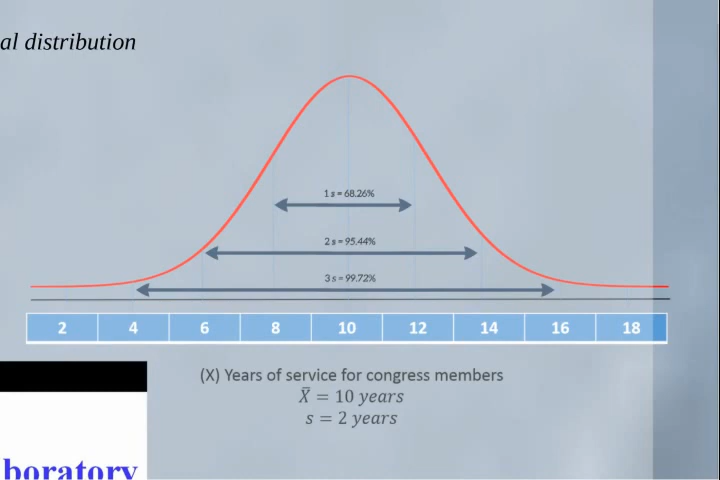 al distribution
1 s = 68.26%
2 s = 95.44%
3 s = 99.72%
2 4 6 8 10 12 14 16 18
(X) Years of service for congress members
X̅ = 10 years
s = 2 years
boratory